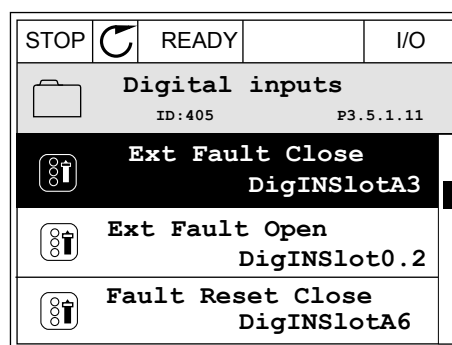 STOP READY I/O
Digital inputs
ID:405 P3.5.1.11
Ext Fault Close
DigINSlotA3
Ext Fault Open
DigINSlot0.2
Fault Reset Close
DigINSlotA6